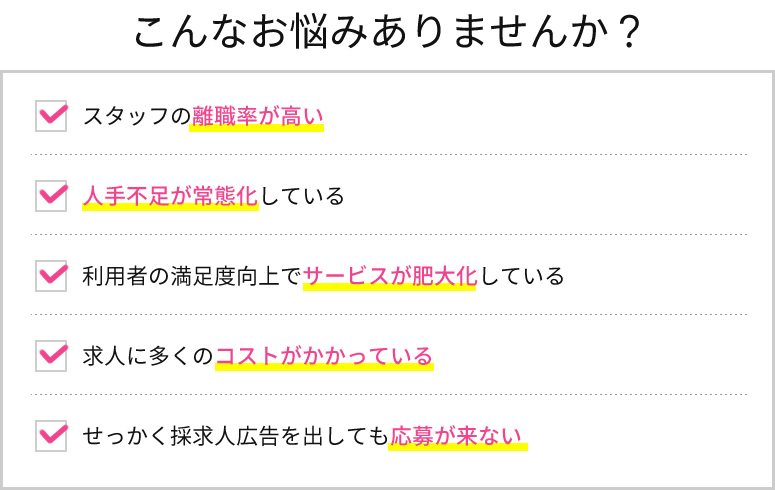 こんなお悩みありませんか？
スタッフの離職率が高い
人手不足が常態化している
利用者の満足度向上でサービスが肥大化している
求人に多くのコストがかかっている
せっかく採求人広告を出しても応募が来ない